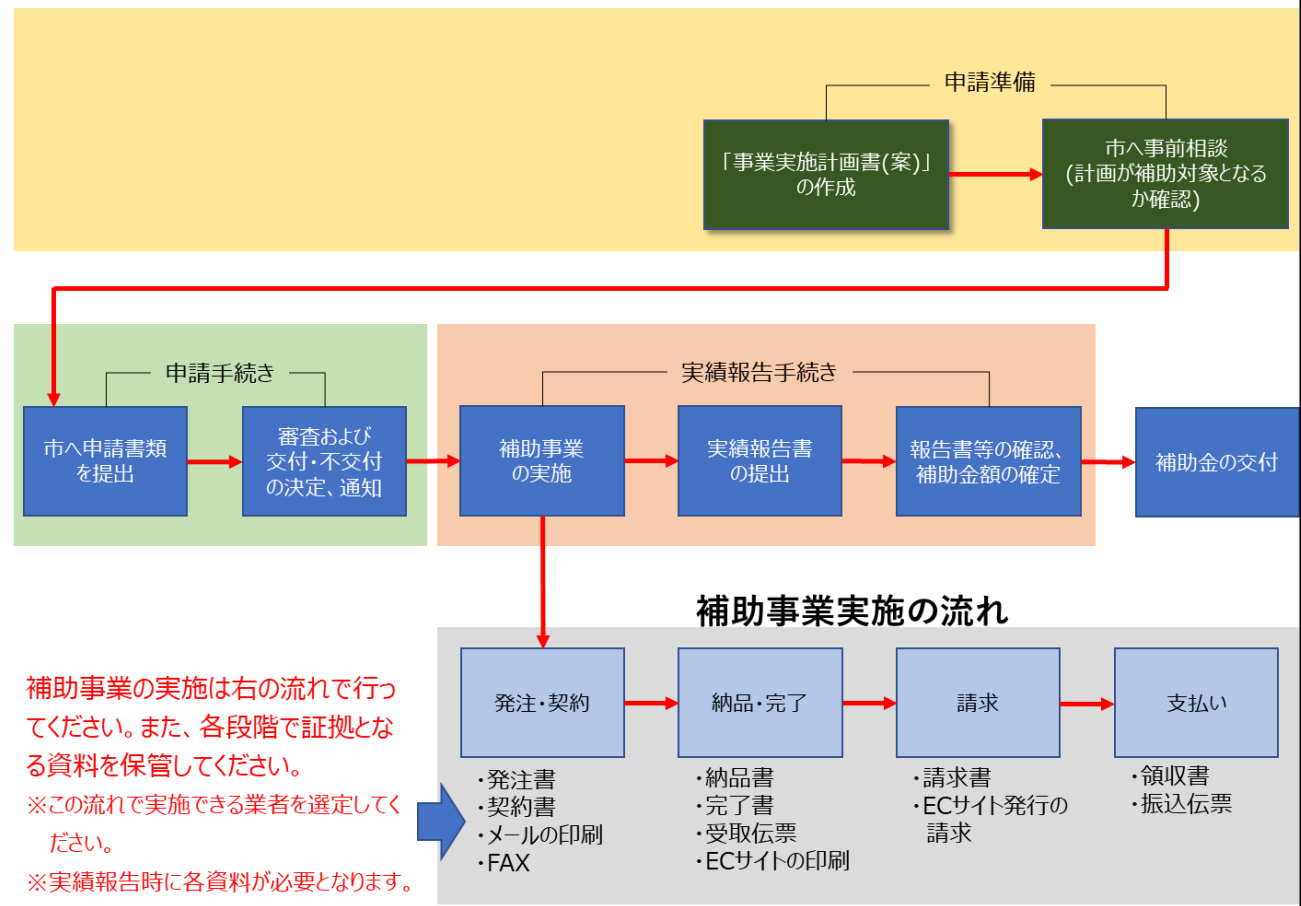 申請準備
「事業実施計画書(案)」
の作成
市へ事前相談
(計画が補助対象となる
か確認)
申請手続き
市へ申請書類
を提出
審査および
交付・不交付
の決定、通知
実績報告手続き
補助事業
の実施
実績報告書
の提出
報告書等の確認、
補助金額の確定
補助金の交付
補助事業実施の流れ
補助事業の実施は右の流れで行っ
てください。また、各段階で証拠とな
る資料を保管してください。
※この流れで実施できる業者を選定してく
ださい。
※実績報告時に各資料が必要となります。
発注・契約
・発注書
・契約書
・メールの印刷
・FAX
納品・完了
・納品書
・完了書
・受取伝票
・ECサイトの印刷
請求
・請求書
・ECサイト発行の
請求
支払い
・領収書
・振込伝票